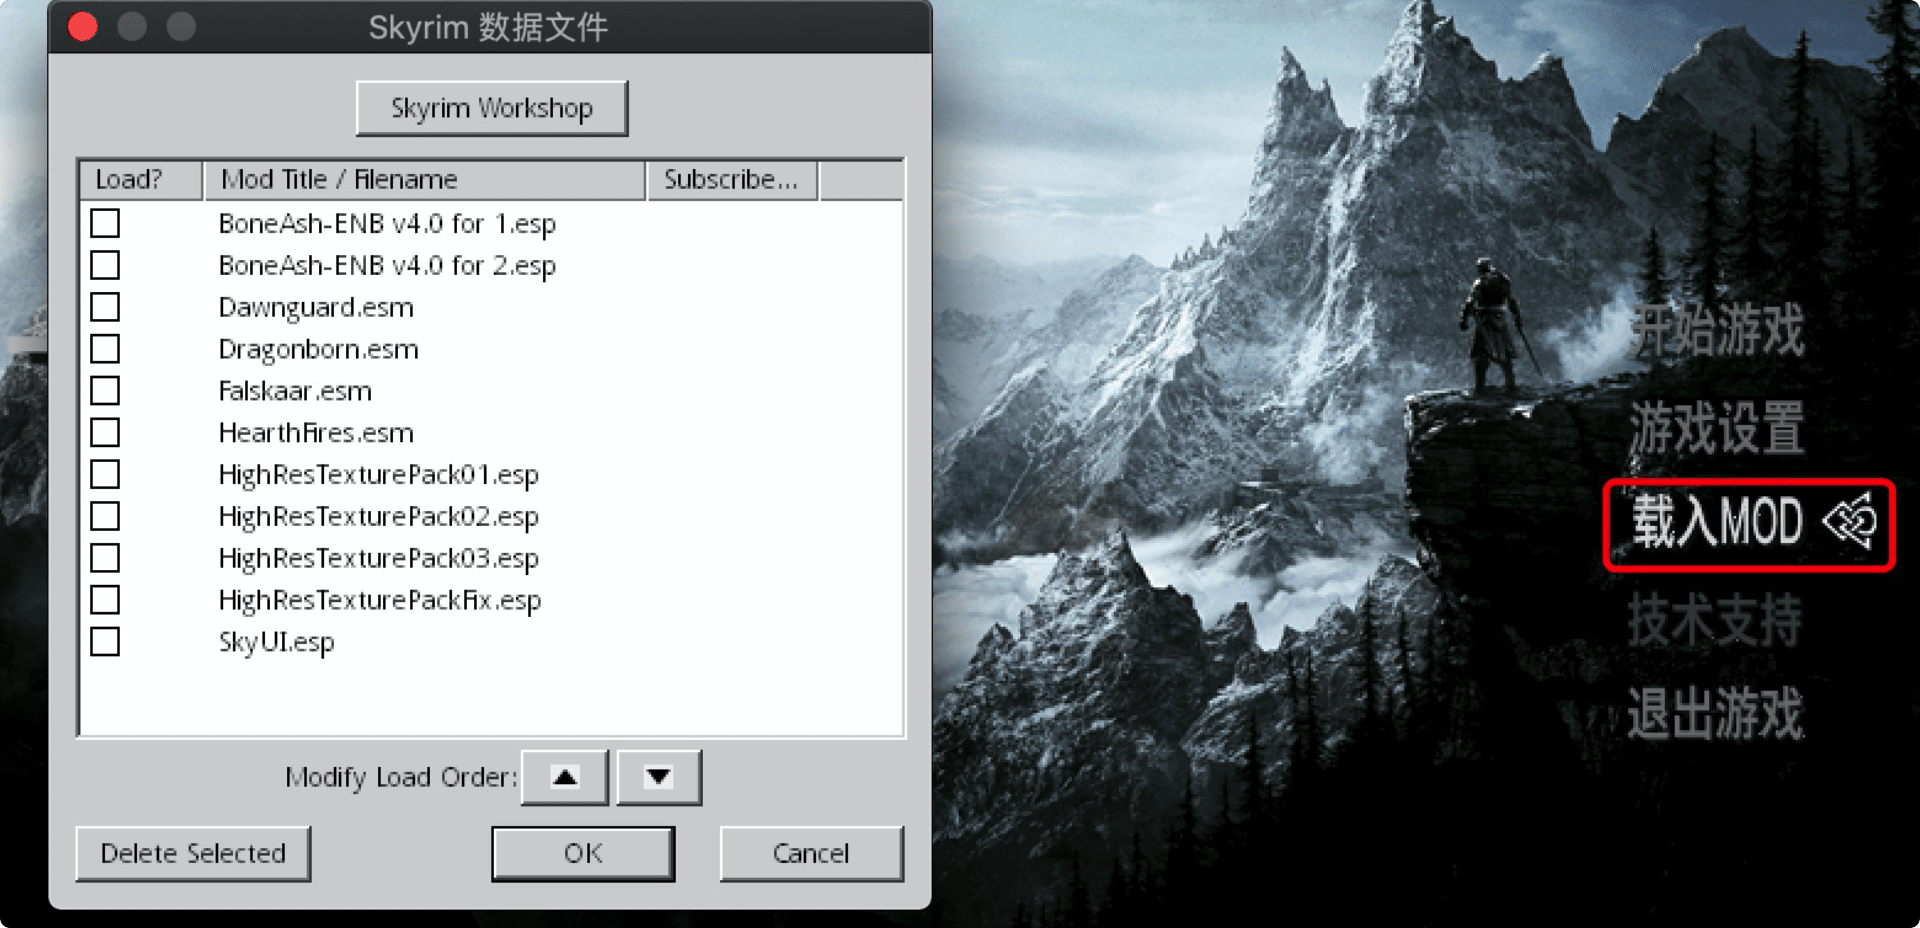 Skyrim 数据文件
Skyrim Workshop
Load? Mod Title / Filename Subscribe...
BoneAsh-ENB v4.0 for 1.esp
BoneAsh-ENB v4.0 for 2.esp
Dawnguard.esm
Dragonborn.esm
Falskaar.esm
HearthFires.esm
HighResTexturePack01.esp
HighResTexturePack02.esp
HighResTexturePack03.esp
HighResTexturePackFix.esp
SkyUI.esp
Modify Load Order:
Delete Selected OK Cancel
开始游戏
游戏设置
载入MOD
技术支持
退出游戏